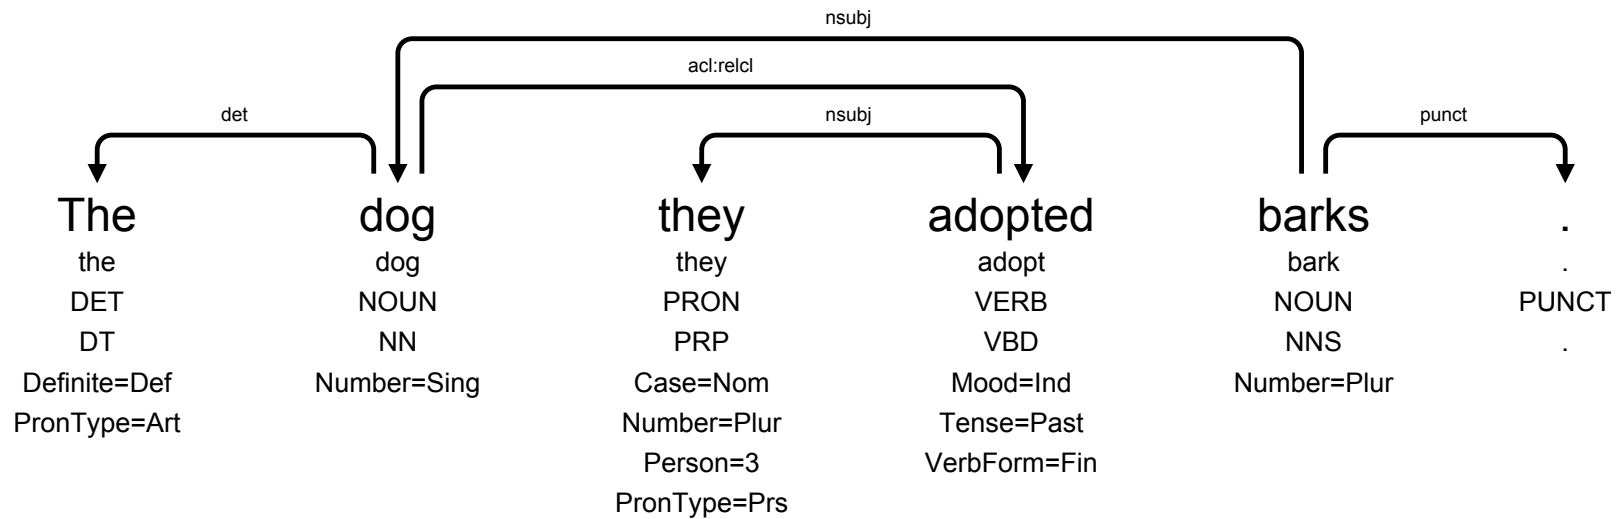 nsubj
acl:relcl
det nsubj punct
The dog they adopted barks .
the dog they adopt bark .
DET NOUN PRON VERB NOUN PUNCT
DT NN PRP VBD NNS .
Definite=Def Number=Sing Case=Nom Mood=Ind Number=Plur
PronType=Art Number=Plur Tense=Past
Person=3 VerbForm=Fin
PronType=Prs